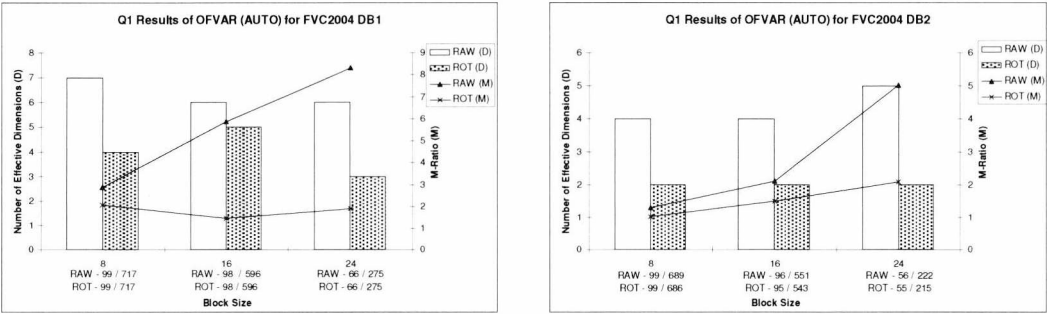 Q1 Results of OFVAR (AUTO) for FVC2004 DB1
Number of Effective Dimensions (D)
8
7
6
5
4
3
2
1
0
9
8
7
6
5
4
3
2
1
0
M-Ratio (M)
RAW (D)
ROT (D)
RAW (M)
ROT (M)
8 16 24
RAW - 99 / 717 RAW - 98 / 596 RAW - 66 / 275
ROT - 99 / 717 ROT - 98 / 596 ROT - 66 / 275
Block Size
Q1 Results of OFVAR (AUTO) for FVC2004 DB2
Number of Effective Dimensions (D)
6
5
4
3
2
1
0
6
5
4
3
2
1
0
M-Ratio (M)
RAW (D)
ROT (D)
RAW (M)
ROT (M)
8 16 24
RAW - 99 / 689 RAW - 96 / 551 RAW - 56 / 222
ROT - 99 / 686 ROT - 95 / 543 ROT - 55 / 215
Block Size